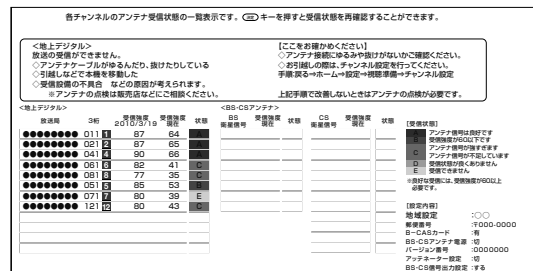 各チャンネルのアンテナ受信状態の一覧表示です。 キーを押すと受信状態を再確認することができます。
<地上デジタル>
放送の受信ができません。
◇アンテナケーブルがゆるんだり、抜けたりしている
◇引越しなどで本機を移動した
◇受信設備の不具合 などの原因が考えられます。
※アンテナの点検は販売店などにご相談ください。
【ここをお確かめください】
◇アンテナ接続にゆるみや抜けがないかご確認ください。
◇お引越しの際は、チャンネル設定を行ってください。
手順:戻る→ホーム→設定→視聴準備→チャンネル設定
上記手順で改善しないときはアンテナの点検が必要です。
<地上デジタル>
放送局 3桁 受信強度 2010/3/19 受信強度 現在 状態
●●●●●●●● 011 1 87 64 A
●●●●●●●● 021 2 87 65 A
●●●●●●●● 041 4 90 66 A
●●●●●●●● 061 6 82 41 C
●●●●●●●● 081 8 77 35 C
●●●●●●●● 051 5 85 53 B
●●●●●●●● 071 7 80 39 E
●●●●●●●● 121 12 80 43 C
<BS・CSアンテナ>
BS 衛星信号 受信強度 現在 状態 CS 衛星信号 受信強度 現在 状態
[受信状態]
A アンテナ信号は良好です
B 受信強度が60以下です
C アンテナ信号が強すぎます
アンテナ信号が不足しています
D 受信状態が良くありません
E 受信できません
※良好な受信には、受信強度が60以上
必要です。
[設定内容]
地域設定 :○○
郵便番号 :〒000-0000
B-CASカード :有
BS・CSアンテナ電源 :切
バージョン番号 :0000000
アッテネーター設定 :切
BS・CS信号出力設定 :する